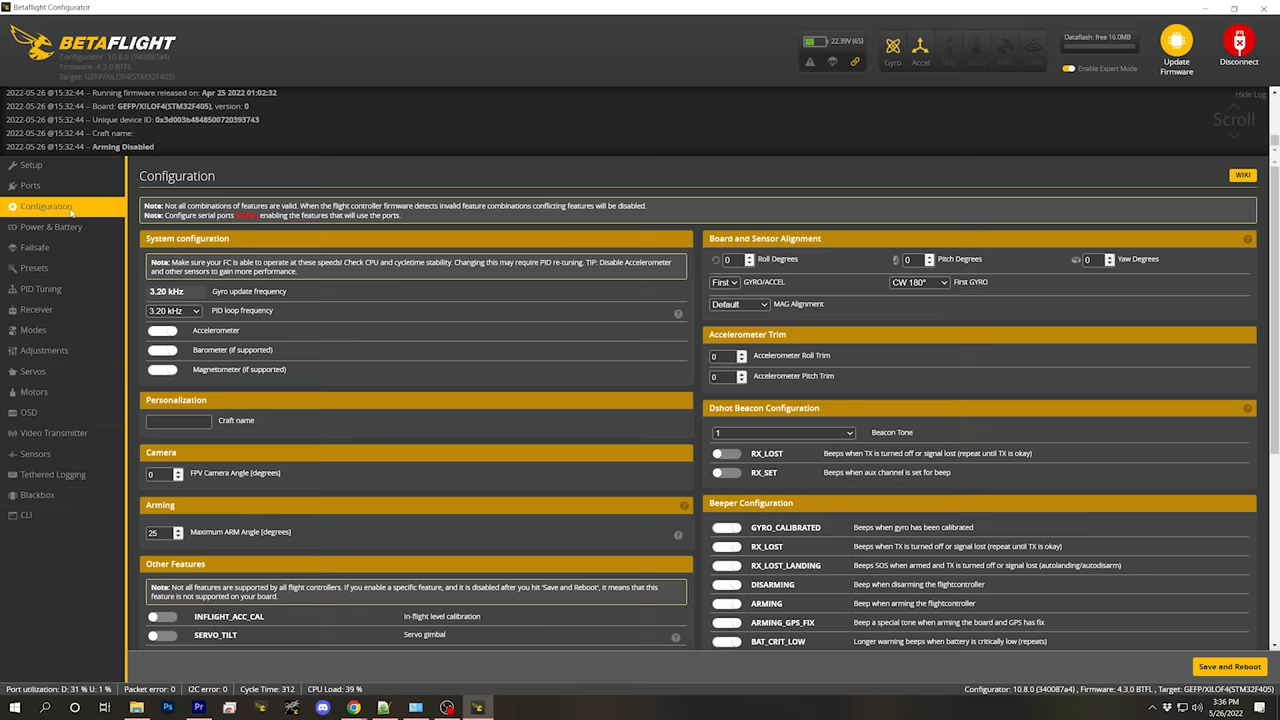 Betaflight Configurator
BETAFLIGHT
Configurator: 10.8.0 (340087a4)
Firmware: 4.3.0 BTFL
Target: GEFP/XILOF4(STM32F405)
22.39V (6S)
Gyro
Accel
Dataflash: free 16.0MB
Enable Expert Mode
Update
Firmware
Disconnect
2022-05-26 @15:32:44 -- Running firmware released on: Apr 25 2022 01:02:32
2022-05-26 @15:32:44 -- Board: GEFP/XILOF4(STM32F405), version: 0
2022-05-26 @15:32:44 -- Unique device ID: 0x3d003b4848500720393743
2022-05-26 @15:32:44 -- Craft name:
2022-05-26 @15:32:44 -- Arming Disabled
Hide Log
Scroll
Setup
Ports
Configuration
Power & Battery
Failsafe
Presets
PID Tuning
Receiver
Modes
Adjustments
Servos
Motors
OSD
Video Transmitter
Sensors
Tethered Logging
Blackbox
CLI
Configuration
WIKI
Note: Not all combinations of features are valid. When the flight controller firmware detects invalid feature combinations conflicting features will be disabled.
Note: Configure serial ports enabling the features that will use the ports.
System configuration
Note: Make sure your FC is able to operate at these speeds! Check CPU and cycletime stability. Changing this may require PID re-tuning. TIP: Disable Accelerometer
and other sensors to gain more performance.
3.20 kHz Gyro update frequency
3.20 kHz PID loop frequency
Accelerometer
Barometer (if supported)
Magnetometer (if supported)
Personalization
Craft name
Camera
0 FPV Camera Angle [degrees]
Arming
25 Maximum ARM Angle [degrees]
Other Features
Note: Not all features are supported by all flight controllers. If you enable a specific feature, and it is disabled after you hit 'Save and Reboot', it means that this
feature is not supported on your board.
INFLIGHT_ACC_CAL In-flight level calibration
SERVO_TILT Servo gimbal
Board and Sensor Alignment
0 Roll Degrees 0 Pitch Degrees 0 Yaw Degrees
First GYRO/ACCEL CW 180° First GYRO
Default MAG Alignment
Accelerometer Trim
0 Accelerometer Roll Trim
0 Accelerometer Pitch Trim
Dshot Beacon Configuration
1 Beacon Tone
RX_LOST Beeps when TX is turned off or signal lost (repeat until TX is okay)
RX_SET Beeps when aux channel is set for beep
Beeper Configuration
GYRO_CALIBRATED Beeps when gyro has been calibrated
RX_LOST Beeps when TX is turned off or signal lost (repeat until TX is okay)
RX_LOST_LANDING Beeps SOS when armed and TX is turned off or signal lost (autolanding/autodisarm)
DISARMING Beep when disarming the flightcontroller
ARMING Beep when arming the flightcontroller
ARMING_GPS_FIX Beep a special tone when arming the board and GPS has fix
BAT_CRIT_LOW Longer warning beeps when battery is critically low (repeats)
Save and Reboot
Port utilization: D: 31 % U: 1 % Packet error: 0 I2C error: 0 Cycle Time: 312 CPU Load: 39 %
Configurator: 10.8.0 (340087a4), Firmware: 4.3.0 BTFL, Target: GEFP/XILOF4(STM32F405)
3:36 PM
5/26/2022